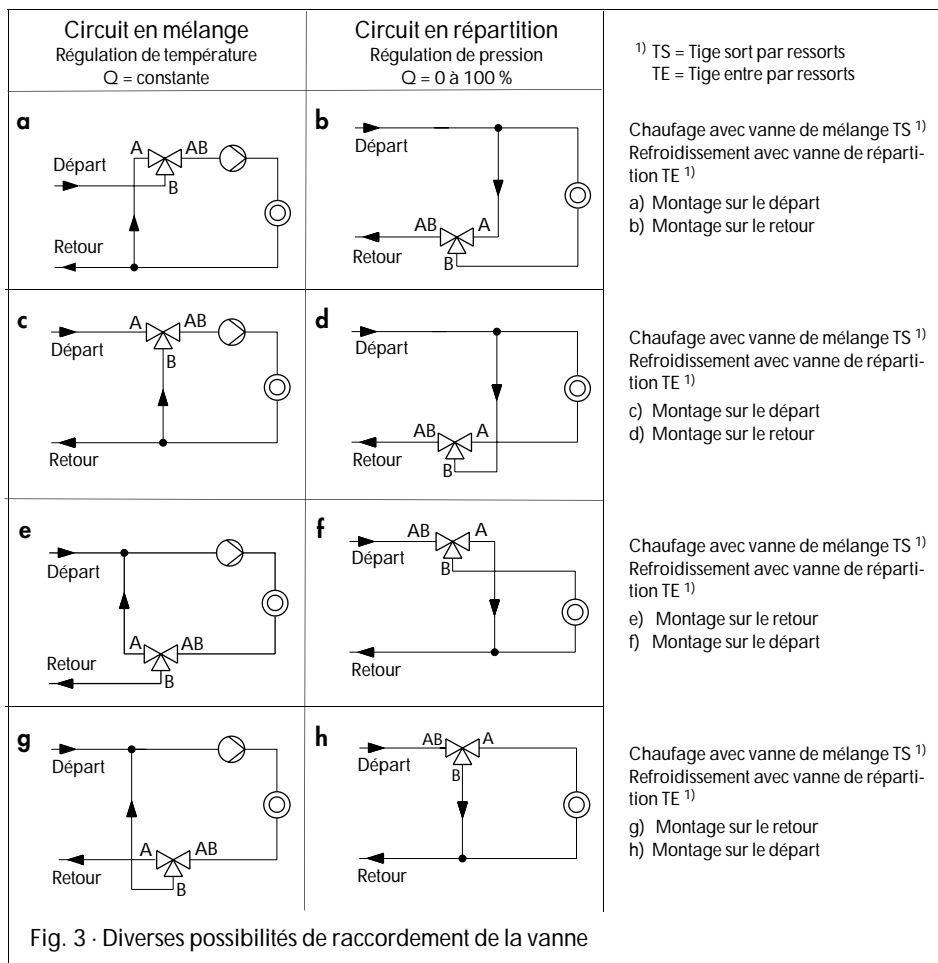 Circuit en mélange
Régulation de température
Q = constante
Circuit en répartition
Régulation de pression
Q = 0 à 100 %
1) TS = Tige sort par ressorts
TE = Tige entre par ressorts
a
A
AB
Départ
B
Retour
b
Départ
AB
A
Retour
B
Chaufage avec vanne de mélange TS 1)
Refroidissement avec vanne de réparti-
tion TE 1)
a) Montage sur le départ
b) Montage sur le retour
c
A
AB
Départ
B
Retour
d
Départ
AB
A
Retour
B
Chaufage avec vanne de mélange TS 1)
Refroidissement avec vanne de réparti-
tion TE 1)
c) Montage sur le départ
d) Montage sur le retour
e
Départ
A
AB
Retour
B
f
AB
A
Départ
B
Retour
Chaufage avec vanne de mélange TS 1)
Refroidissement avec vanne de réparti-
tion TE 1)
e) Montage sur le retour
f) Montage sur le départ
g
Départ
A
AB
Retour
B
h
AB
A
Départ
B
Retour
Chaufage avec vanne de mélange TS 1)
Refroidissement avec vanne de réparti-
tion TE 1)
g) Montage sur le retour
h) Montage sur le départ
Fig. 3 · Diverses possibilités de raccordement de la vanne